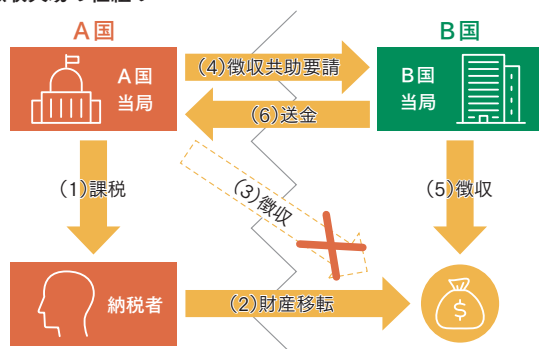 A国
B国
A国
当局
(4)徴収共助要請
B国
当局
(6)送金
(1)課税
(3)徴収
(5)徴収
納税者
(2)財産移転
$